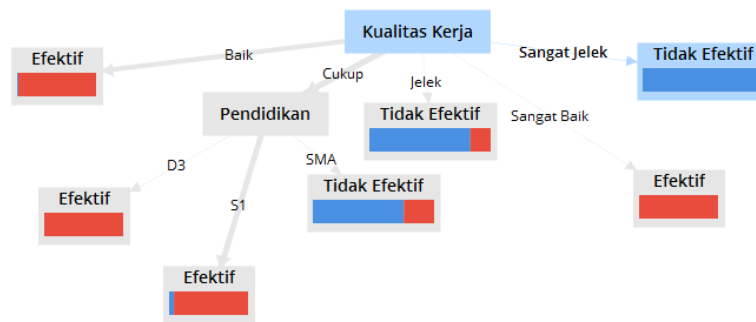 Kualitas Kerja
Efektif
Baik
Sangat Jelek
Tidak Efektif
Cukup
Jelek
Pendidikan
Tidak Efektif
Sangat Baik
D3
SMA
Efektif
Tidak Efektif
Efektif
S1
Efektif